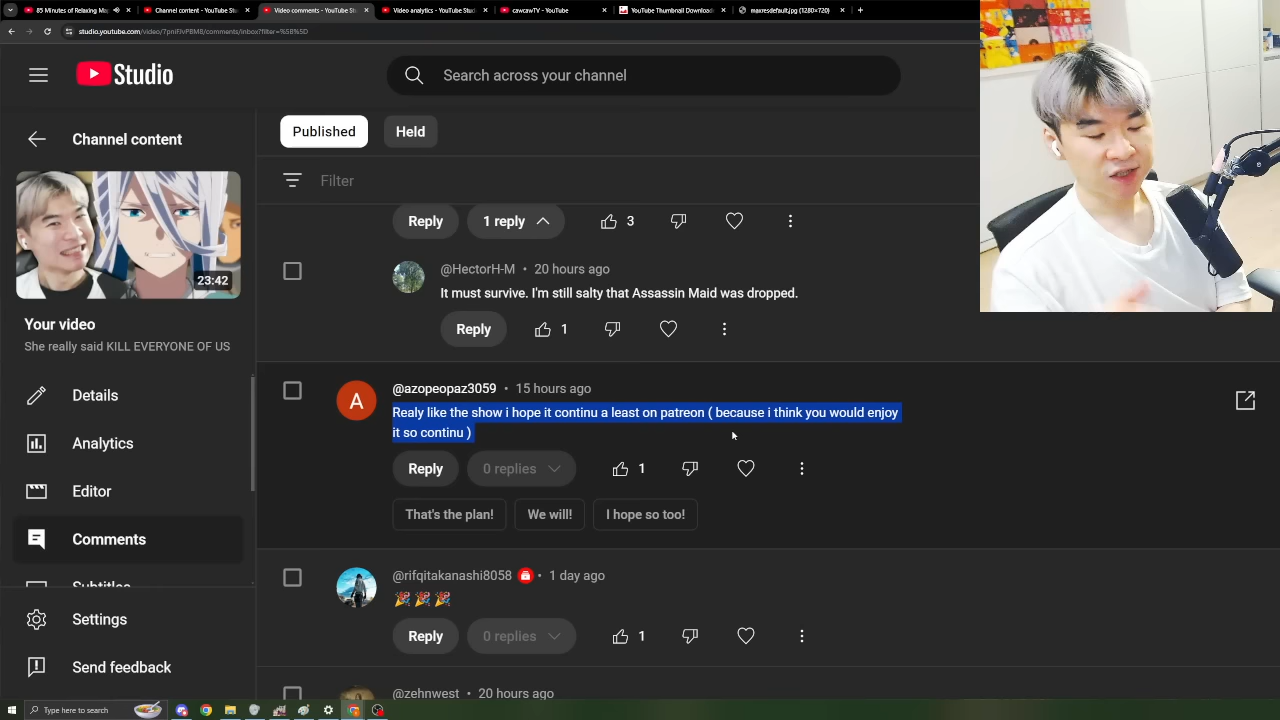 85 Minutes of Relaxing Ma
Channel content - YouTube Stu
Video comments - YouTube St
Video analytics - YouTube Stu
cawcawTV - YouTube
YouTube Thumbnail Download
maxresdefault.jpg (1280×720)
Studio
Search across your channel
Channel content
Published
Held
Filter
Reply
1 reply
3
23:42
@HectorH-M • 20 hours ago
It must survive. I'm still salty that Assassin Maid was dropped.
Your video
Reply
1
She really said KILL EVERYONE OF US
Details
@azopeopaz3059 • 15 hours ago
Realy like the show i hope it continu a least on patreon ( because i think you would enjoy
it so continu )
Analytics
Reply
0 replies
1
Editor
That's the plan!
We will!
I hope so too!
Comments
Subtitles
@rifqitakanashi8058 • 1 day ago
Settings
Reply
0 replies
1
Send feedback
@zehnwest • 20 hours ago
Type here to search